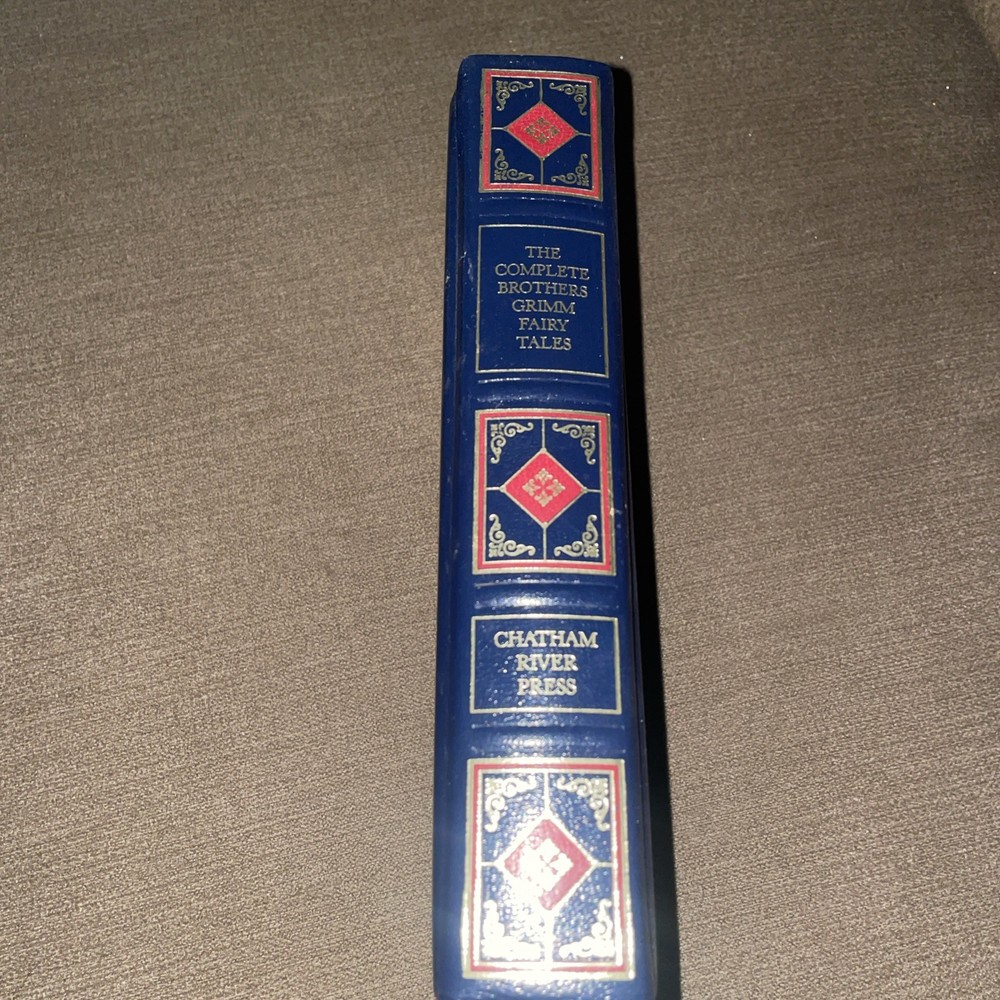 THE
COMPLETE
BROTHERS
GRIMM
FAIRY
TALES
CHATHAM
RIVER
PRESS